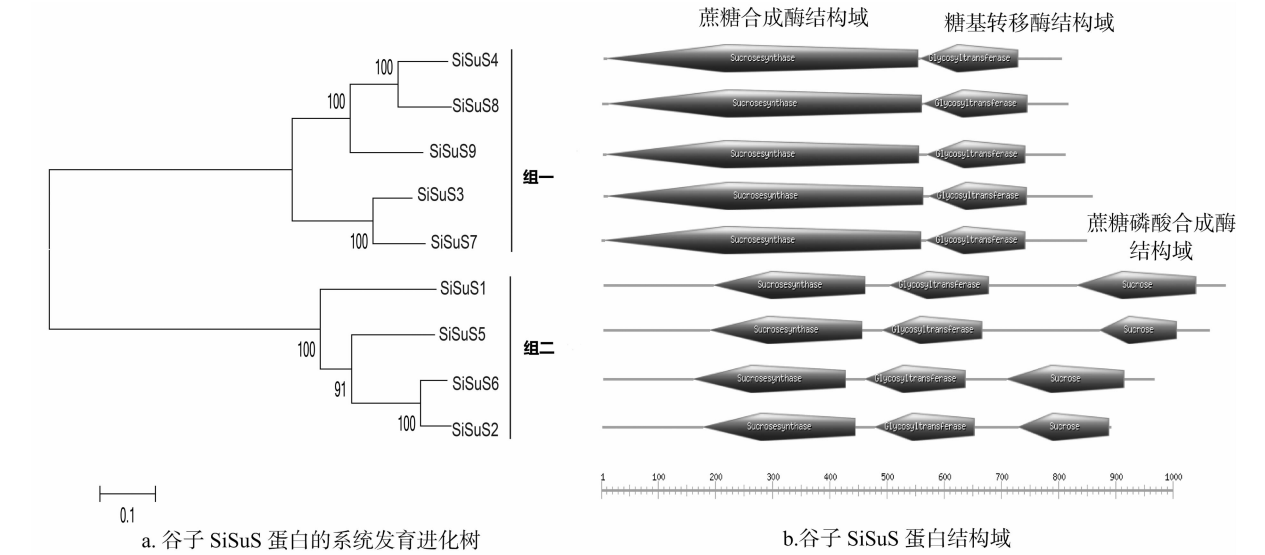 蔗糖合成酶结构域
糖基转移酶结构域
SiSuS4
100
100
SiSuS8
SiSuS9
组一
SiSuS3
100
SiSuS7
SiSuS1
100
SiSuS5
组二
91
SiSuS6
100
SiSuS2
0.1
a. 谷子 SiSuS 蛋白的系统发育进化树
Sucrosesynthase Glycosyltransferase
Sucrosesynthase Glycosyltransferase
Sucrosesynthase Glycosyltransferase
Sucrosesynthase Glycosyltransferase
蔗糖磷酸合成酶
结构域
Sucrosesynthase Glycosyltransferase
Sucrosesynthase Glycosyltransferase Sucrose
Sucrosesynthase Glycosyltransferase Sucrose
Sucrosesynthase Glycosyltransferase Sucrose
Sucrosesynthase Glycosyltransferase Sucrose
1 100 200 300 400 500 600 700 800 900 1000
b.谷子 SiSuS 蛋白结构域